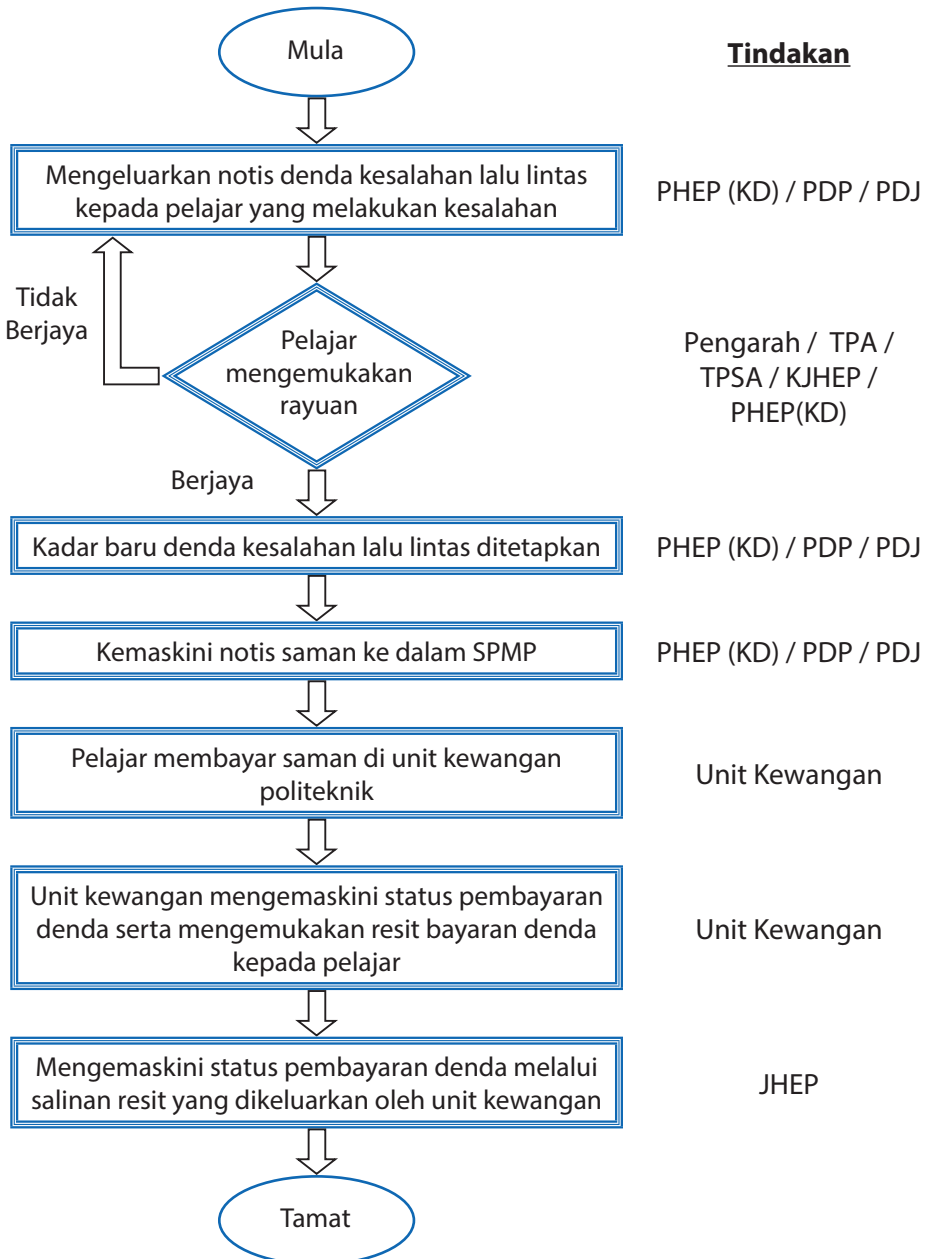 Mula
Tindakan
Mengeluarkan notis denda kesalahan lalu lintas
kepada pelajar yang melakukan kesalahan
PHEP (KD) / PDP / PDJ
Tidak
Berjaya
Pelajar
mengemukakan
rayuan
Pengarah / TPA /
TPSA / KJHEP /
PHEP(KD)
Berjaya
Kadar baru denda kesalahan lalu lintas ditetapkan
PHEP (KD) / PDP / PDJ
Kemaskini notis saman ke dalam SPMP
PHEP (KD) / PDP / PDJ
Pelajar membayar saman di unit kewangan
politeknik
Unit Kewangan
Unit kewangan mengemaskini status pembayaran
denda serta mengemukakan resit bayaran denda
kepada pelajar
Unit Kewangan
Mengemaskini status pembayaran denda melalui
salinan resit yang dikeluarkan oleh unit kewangan
JHEP
Tamat